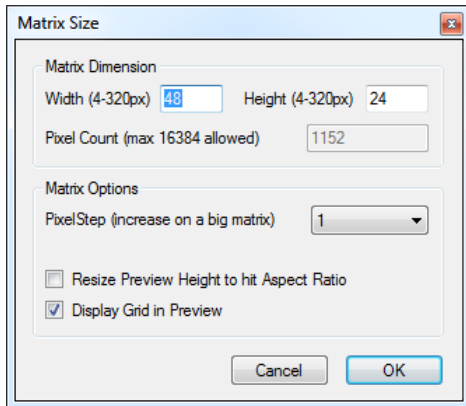 Matrix Size
Matrix Dimension
Width (4-320px) 48 Height (4-320px) 24
Pixel Count (max 16384 allowed) 1152
Matrix Options
PixelStep (increase on a big matrix) 1
Resize Preview Height to hit Aspect Ratio
Display Grid in Preview
Cancel OK